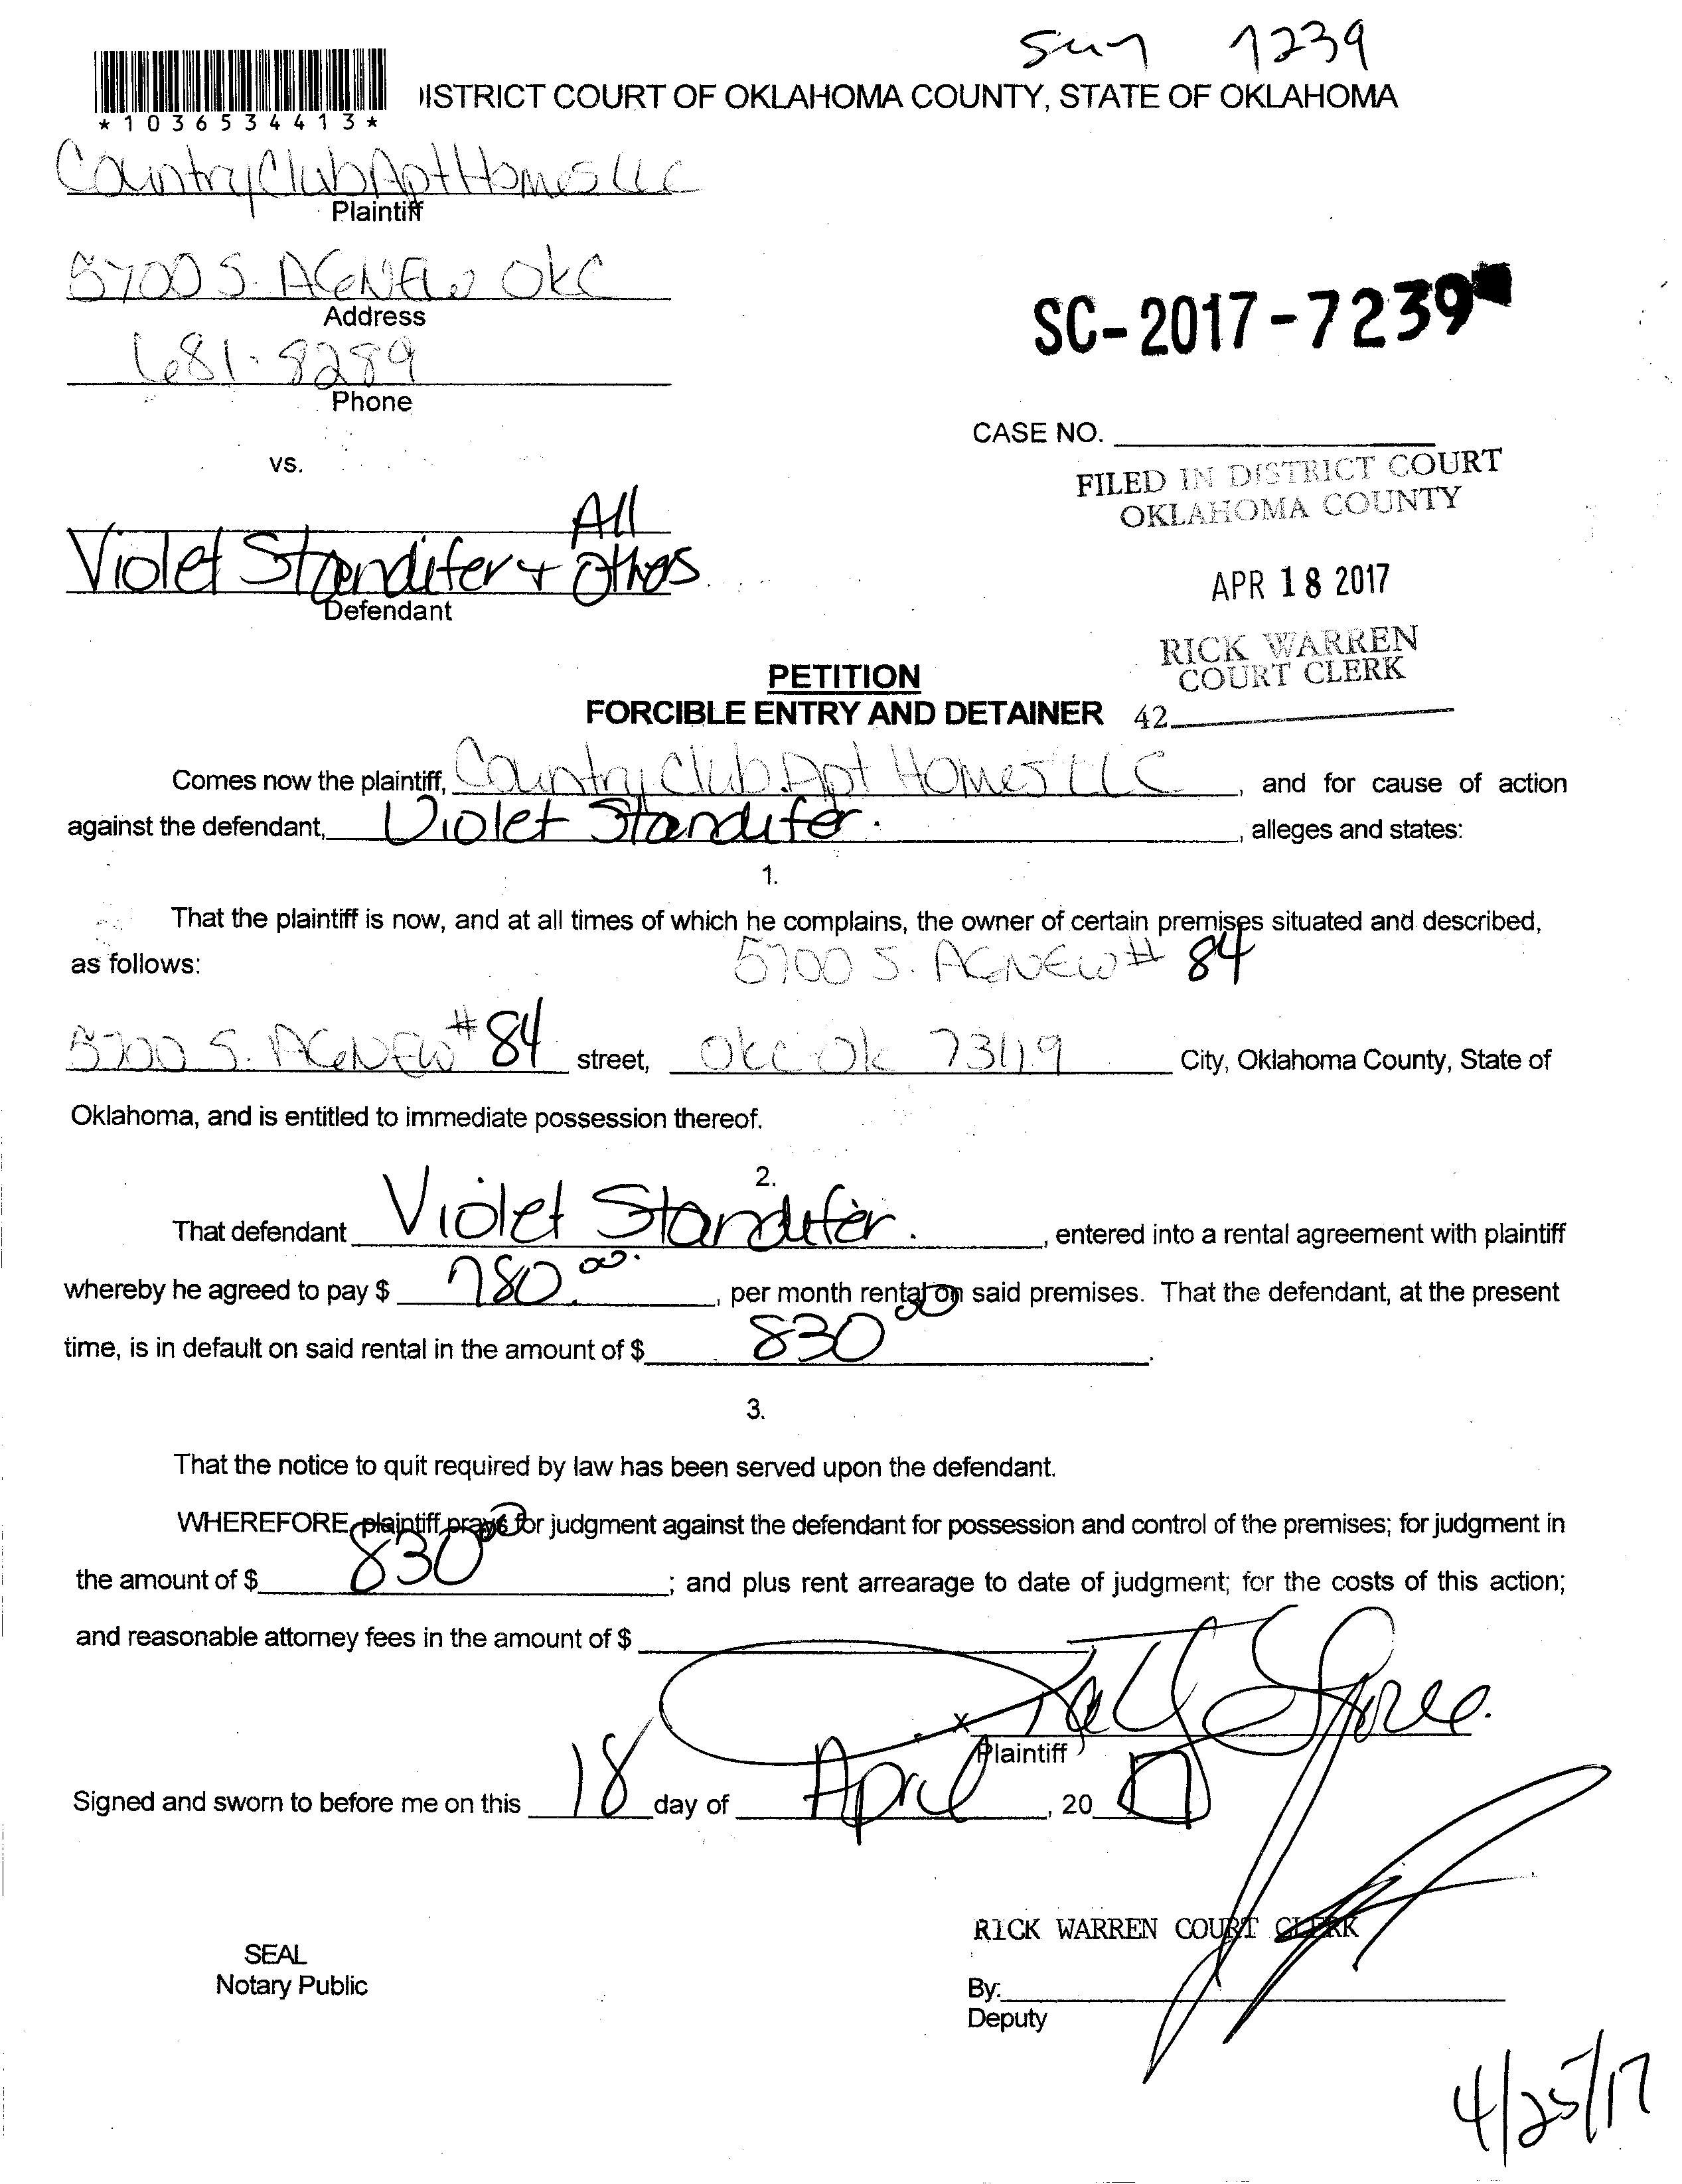 7239
*1036534413*
ISTRICT COURT OF OKLAHOMA COUNTY, STATE OF OKLAHOMA
Country Club Apt Homes LLC
Plaintiff
5700 S. AGNEW OKC
Address
681-8289
Phone
SC-2017-7239
CASE NO.
vs.
FILED IN DISTRICT COURT
OKLAHOMA COUNTY
All
Violet Standifer + Others
Defendant
APR 18 2017
RICK WARREN
COURT CLERK
PETITION
FORCIBLE ENTRY AND DETAINER 42
Comes now the plaintiff, Country Club Apt Homes LLC, and for cause of action
against the defendant, Violet Standifer, alleges and states:
1.
That the plaintiff is now, and at all times of which he complains, the owner of certain premises situated and described,
as follows: 5700 S. AGNEW # 84
5700 S. AGNEW # 84 street, OKC OK 73119 City, Oklahoma County, State of
Oklahoma, and is entitled to immediate possession thereof.
2.
That defendant Violet Standifer, entered into a rental agreement with plaintiff
whereby he agreed to pay $ 780.00, per month rental on said premises. That the defendant, at the present
time, is in default on said rental in the amount of $ 830 00.
3.
That the notice to quit required by law has been served upon the defendant.
WHEREFORE, plaintiff prays for judgment against the defendant for possession and control of the premises; for judgment in
the amount of $ 830 00; and plus rent arrearage to date of judgment; for the costs of this action;
and reasonable attorney fees in the amount of $
x
Plaintiff
Signed and sworn to before me on this 18 day of April, 20 17
RICK WARREN COURT CLERK
SEAL
Notary Public
By:
Deputy
4/25/17